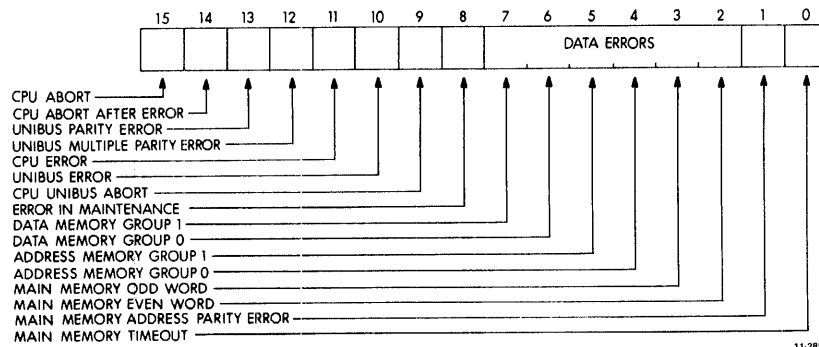 15 14 13 12 11 10 9 8 7 6 5 4 3 2 1 0
DATA ERRORS
CPU ABORT
CPU ABORT AFTER ERROR
UNIBUS PARITY ERROR
UNIBUS MULTIPLE PARITY ERROR
CPU ERROR
UNIBUS ERROR
CPU UNIBUS ABORT
ERROR IN MAINTENANCE
DATA MEMORY GROUP 1
DATA MEMORY GROUP 0
ADDRESS MEMORY GROUP 1
ADDRESS MEMORY GROUP 0
MAIN MEMORY ODD WORD
MAIN MEMORY EVEN WORD
MAIN MEMORY ADDRESS PARITY ERROR
MAIN MEMORY TIMEOUT